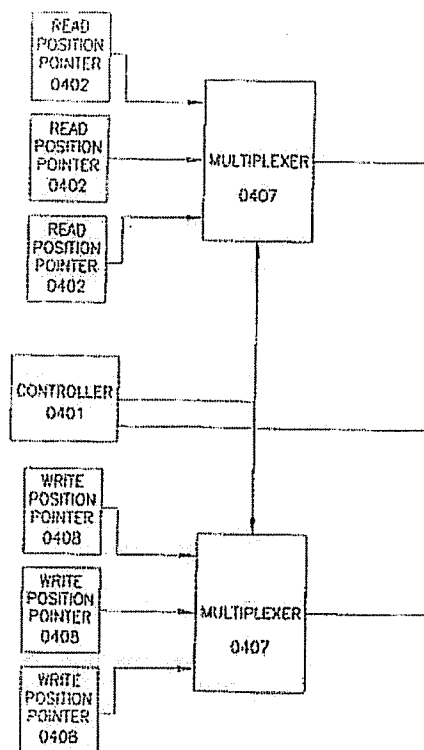 READ
POSITION
POINTER
0402
READ
POSITION
POINTER
0402
READ
POSITION
POINTER
0402
MULTIPLEXER
0407
CONTROLLER
0401
WRITE
POSITION
POINTER
0408
WRITE
POSITION
POINTER
0408
WRITE
POSITION
POINTER
0408
MULTIPLEXER
0407